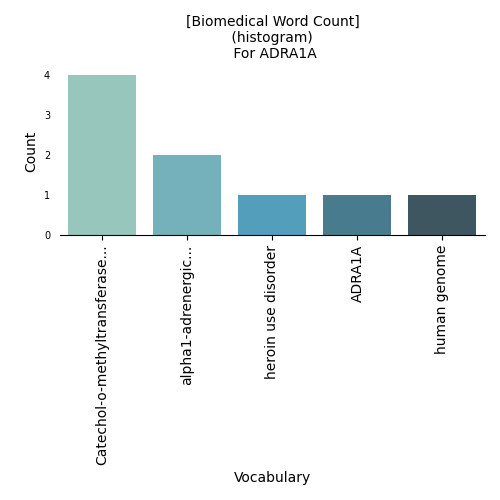 [Biomedical Word Count]
(histogram)
For ADRA1A
Count
4
3
2
1
0
Catechol-o-methyltransferase...
alpha1-adrenergic...
heroin use disorder
ADRA1A
human genome
Vocabulary